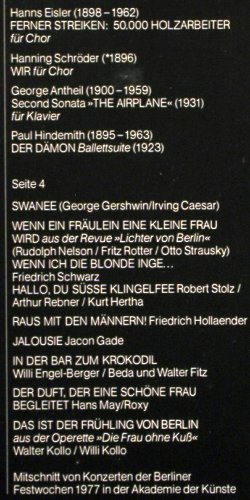 Hanns Eisler (1898–1962)
FERNER STREIKEN: 50.000 HOLZARBEITER
für Chor
Hanning Schröder (*1896)
WIR für Chor
George Antheil (1900–1959)
Second Sonata »THE AIRPLANE« (1931)
für Klavier
Paul Hindemith (1895–1963)
DER DÄMON Ballettsuite (1923)
Seite 4
SWANEE (George Gershwin/Irving Caesar)
WENN EIN FRÄULEIN EINE KLEINE FRAU
WIRD aus der Revue »Lichter von Berlin«
(Rudolph Nelson / Fritz Rotter / Otto Strausky)
WENN ICH DIE BLONDE INGE...
Friedrich Schwarz
HALLO, DU SÜSSE KLINGELFEE Robert Stolz /
Arthur Rebner / Kurt Hertha
RAUS MIT DEN MÄNNERN! Friedrich Hollaender
JALOUSIE Jacon Gade
IN DER BAR ZUM KROKODIL
Willi Engel-Berger / Beda und Walter Fitz
DER DUFT, DER EINE SCHÖNE FRAU
BEGLEITET Hans May/Roxy
DAS IST DER FRÜHLING VON BERLIN
aus der Operette »Die Frau ohne Kuß«
Walter Kollo / Willi Kollo
Mitschnitt von Konzerten der Berliner
Festwochen 1977 in der Akademie der Künste